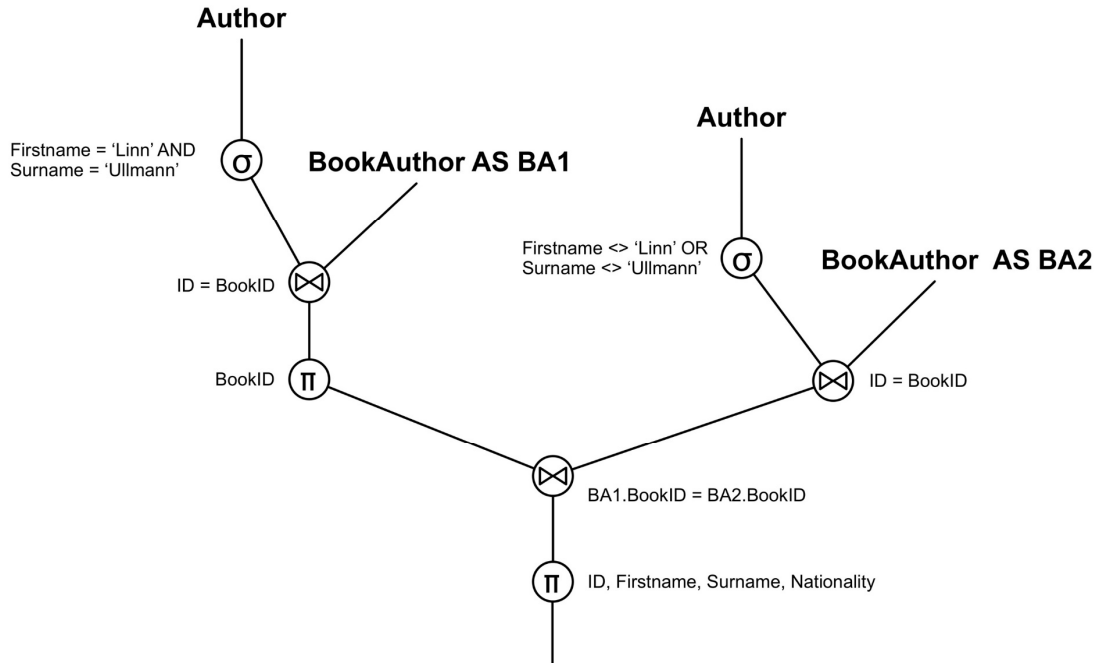 Author
Firstname = ‘Linn’ AND
Surname = ‘Ullmann’
σ
BookAuthor AS BA1
ID = BookID
⋈
BookID
π
Author
Firstname <> ‘Linn’ OR
Surname <> ‘Ullmann’
σ
BookAuthor  AS BA2
⋈
ID = BookID
⋈
BA1.BookID = BA2.BookID
π
ID, Firstname, Surname, Nationality